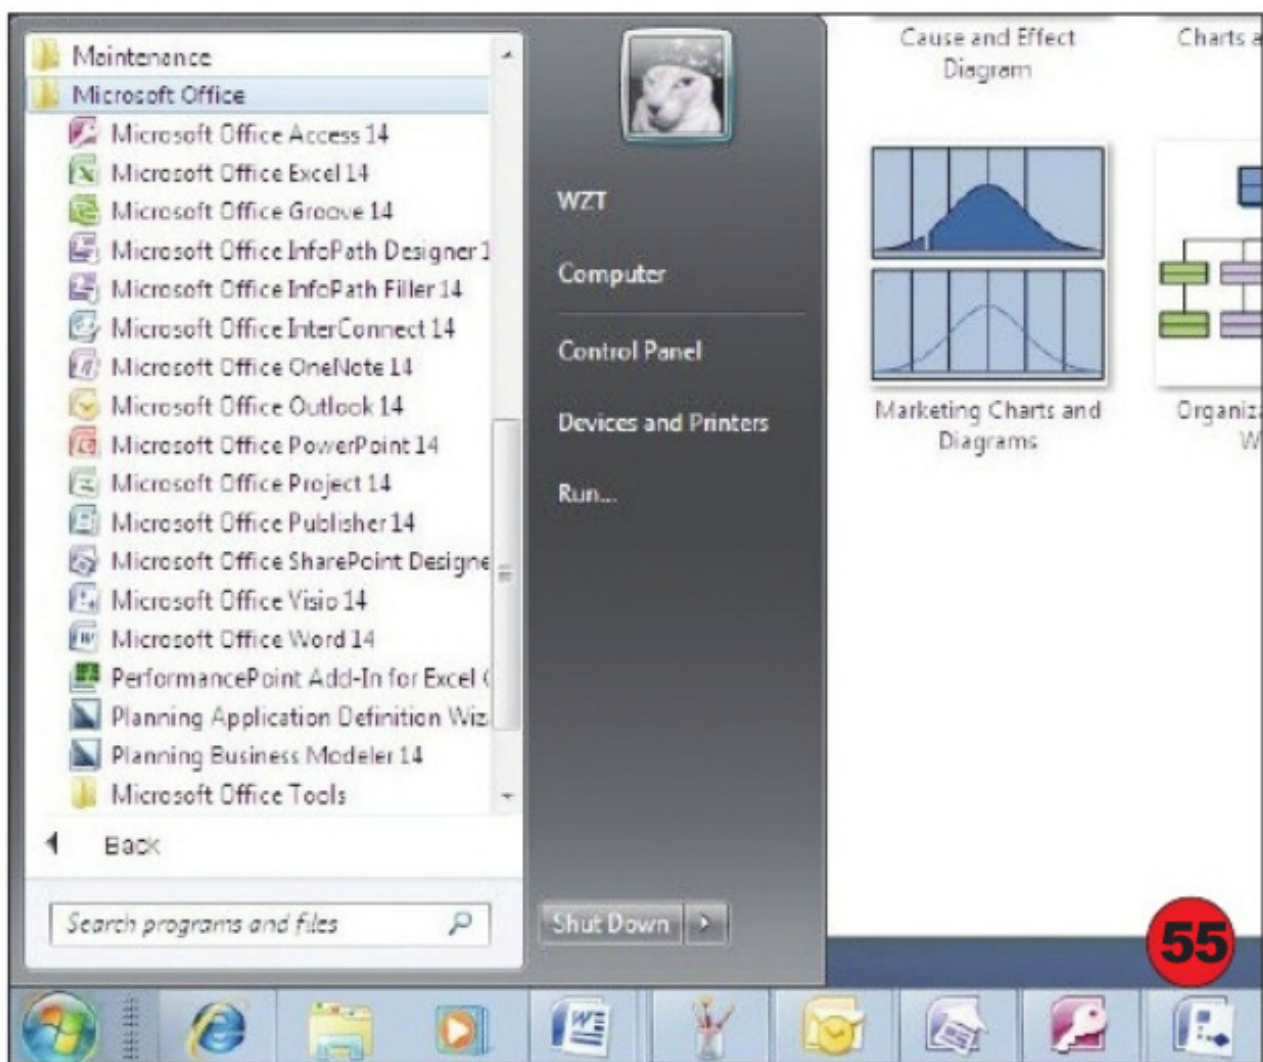 Maintenance
Microsoft Office
Microsoft Office Access 14
Microsoft Office Excel 14
Microsoft Office Groove 14
Microsoft Office InfoPath Designer 1
Microsoft Office InfoPath Filler 14
Microsoft Office InterConnect 14
Microsoft Office OneNote 14
Microsoft Office Outlook 14
Microsoft Office PowerPoint 14
Microsoft Office Project 14
Microsoft Office Publisher 14
Microsoft Office SharePoint Designe
Microsoft Office Visio 14
Microsoft Office Word 14
PerformancePoint Add-In for Excel
Planning Application Definition Wiz
Planning Business Modeler 14
Microsoft Office Tools
Back
Search programs and files
WZT
Computer
Control Panel
Devices and Printers
Run...
Shut Down
Cause and Effect
Diagram
Charts a
Marketing Charts and
Diagrams
Organiza
W
55